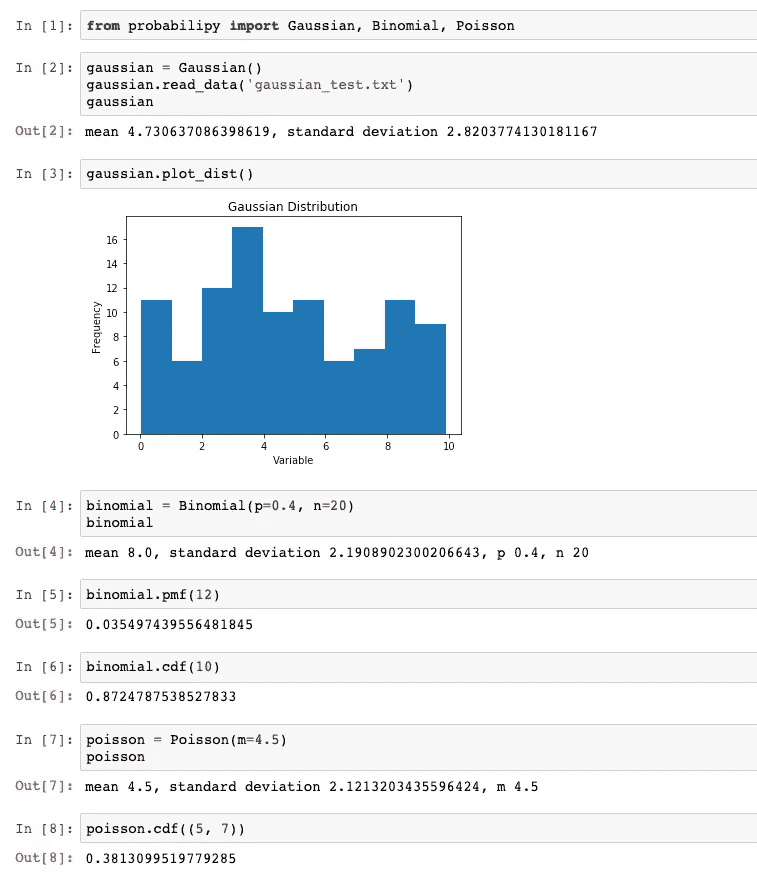 In [1]: from probabilipy import Gaussian, Binomial, Poisson
In [2]: gaussian = Gaussian()
gaussian.read_data('gaussian_test.txt')
gaussian
Out[2]: mean 4.730637086398619, standard deviation 2.8203774130181167
In [3]: gaussian.plot_dist()
Gaussian Distribution
16
14
12
10
8
6
4
2
0
Frequency
0 2 4 6 8 10
Variable
In [4]: binomial = Binomial(p=0.4, n=20)
binomial
Out[4]: mean 8.0, standard deviation 2.1908902300206643, p 0.4, n 20
In [5]: binomial.pmf(12)
Out[5]: 0.035497439556481845
In [6]: binomial.cdf(10)
Out[6]: 0.8724787538527833
In [7]: poisson = Poisson(m=4.5)
poisson
Out[7]: mean 4.5, standard deviation 2.1213203435596424, m 4.5
In [8]: poisson.cdf((5, 7))
Out[8]: 0.3813099519779285